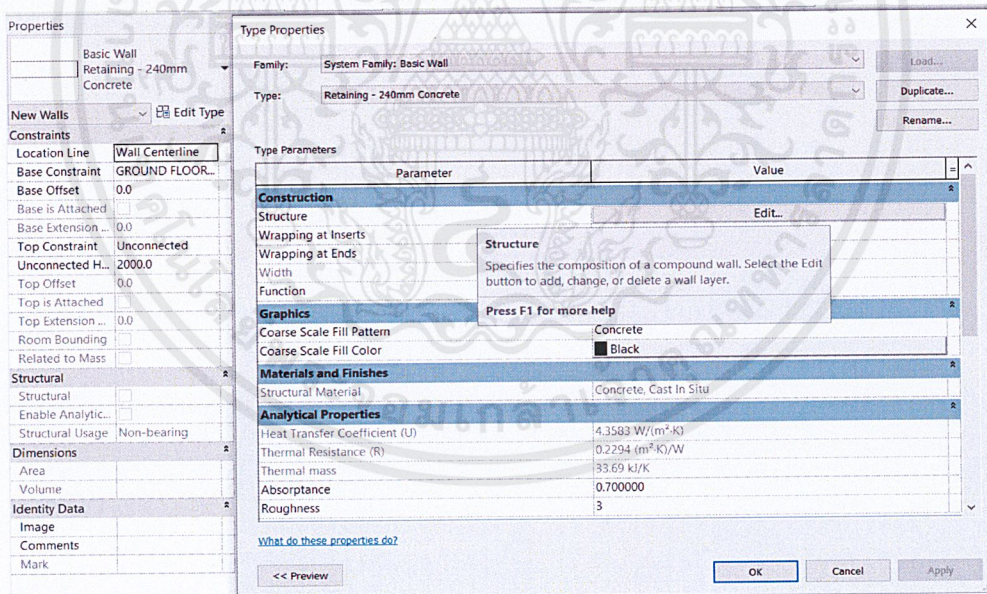 Properties
Basic Wall
Retaining - 240mm
Concrete
New Walls
Edit Type
Constraints
Location Line Wall Centerline
Base Constraint GROUND FLOOR...
Base Offset 0.0
Base is Attached
Base Extension ... 0.0
Top Constraint Unconnected
Unconnected H... 2000.0
Top Offset 0.0
Top is Attached
Top Extension ... 0.0
Room Bounding
Related to Mass
Structural
Structural
Enable Analytic...
Structural Usage Non-bearing
Dimensions
Area
Volume
Identity Data
Image
Comments
Mark
Type Properties
Family: System Family: Basic Wall Load...
Type: Retaining - 240mm Concrete Duplicate...
Rename...
Type Parameters
Parameter Value =
Construction
Structure Edit...
Wrapping at Inserts
Wrapping at Ends
Width
Function
Structure
Specifies the composition of a compound wall. Select the Edit
button to add, change, or delete a wall layer.
Press F1 for more help
Graphics
Coarse Scale Fill Pattern Concrete
Coarse Scale Fill Color Black
Materials and Finishes
Structural Material Concrete, Cast In Situ
Analytical Properties
Heat Transfer Coefficient (U) 4.3583 W/(m²·K)
Thermal Resistance (R) 0.2294 (m²·K)/W
Thermal mass 33.69 kJ/K
Absorptance 0.700000
Roughness 3
What do these properties do?
<< Preview OK Cancel Apply